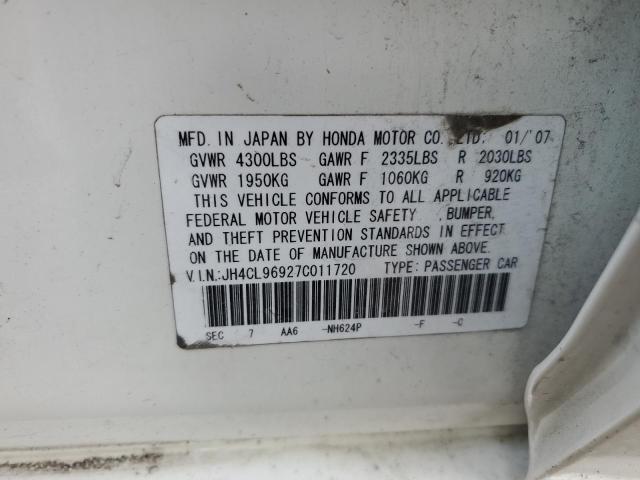 MFD. IN JAPAN BY HONDA MOTOR CO., LTD. 01/'07
GVWR 4300LBS GAWR F 2335LBS R 2030LBS
GVWR 1950KG GAWR F 1060KG R 920KG
THIS VEHICLE CONFORMS TO ALL APPLICABLE
FEDERAL MOTOR VEHICLE SAFETY , BUMPER,
AND THEFT PREVENTION STANDARDS IN EFFECT
ON THE DATE OF MANUFACTURE SHOWN ABOVE.
V.I.N.:JH4CL96927C011720 TYPE: PASSENGER CAR
SEC 7 AA6 -NH624P -F -C